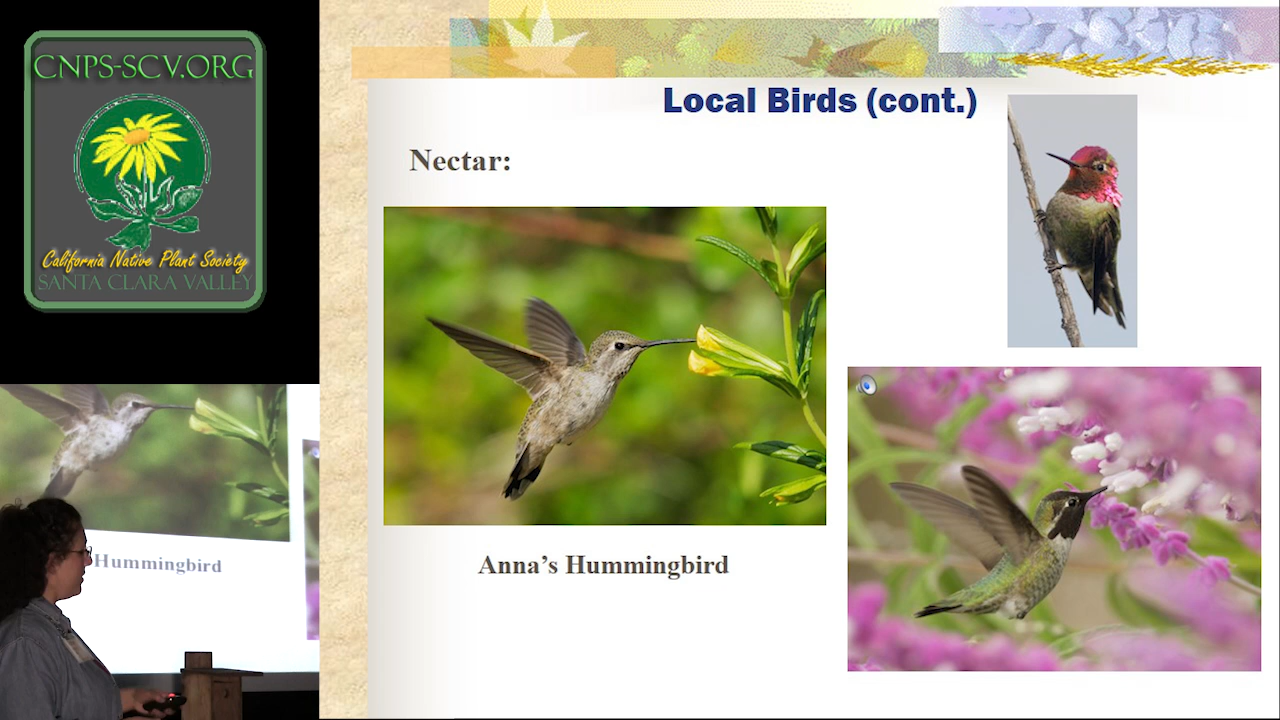 CNPS-SCV.ORG
California Native Plant Society
SANTA CLARA VALLEY
Local Birds (cont.)
Nectar:
Anna's Hummingbird
Hummingbird